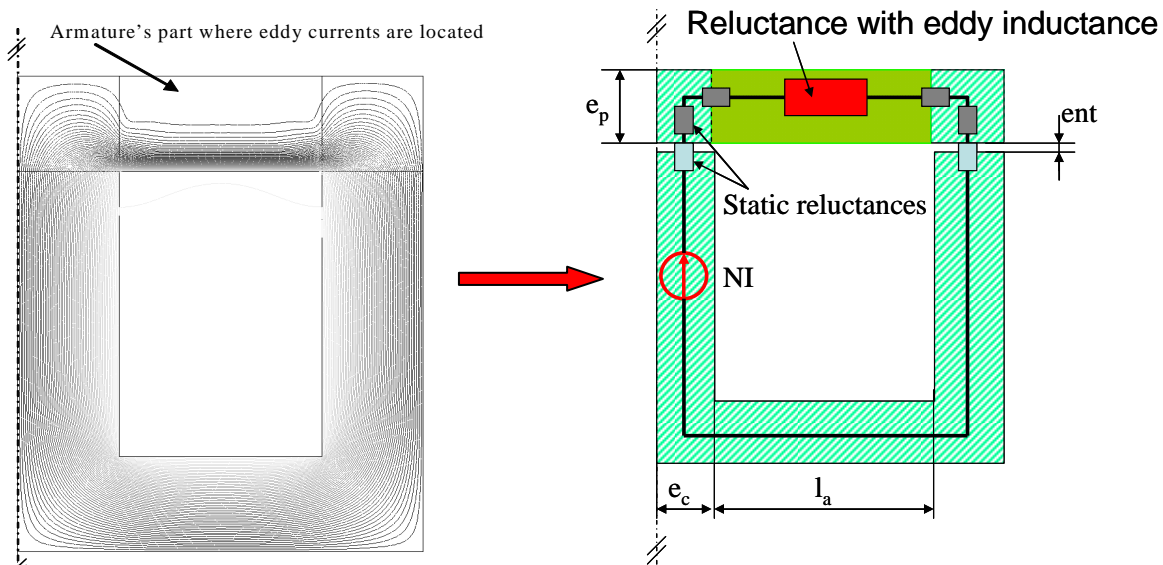 Reluctance with eddy inductance
Armature's part where eddy currents are located
e_p
ent
Static reluctances
NI
e_c
l_a